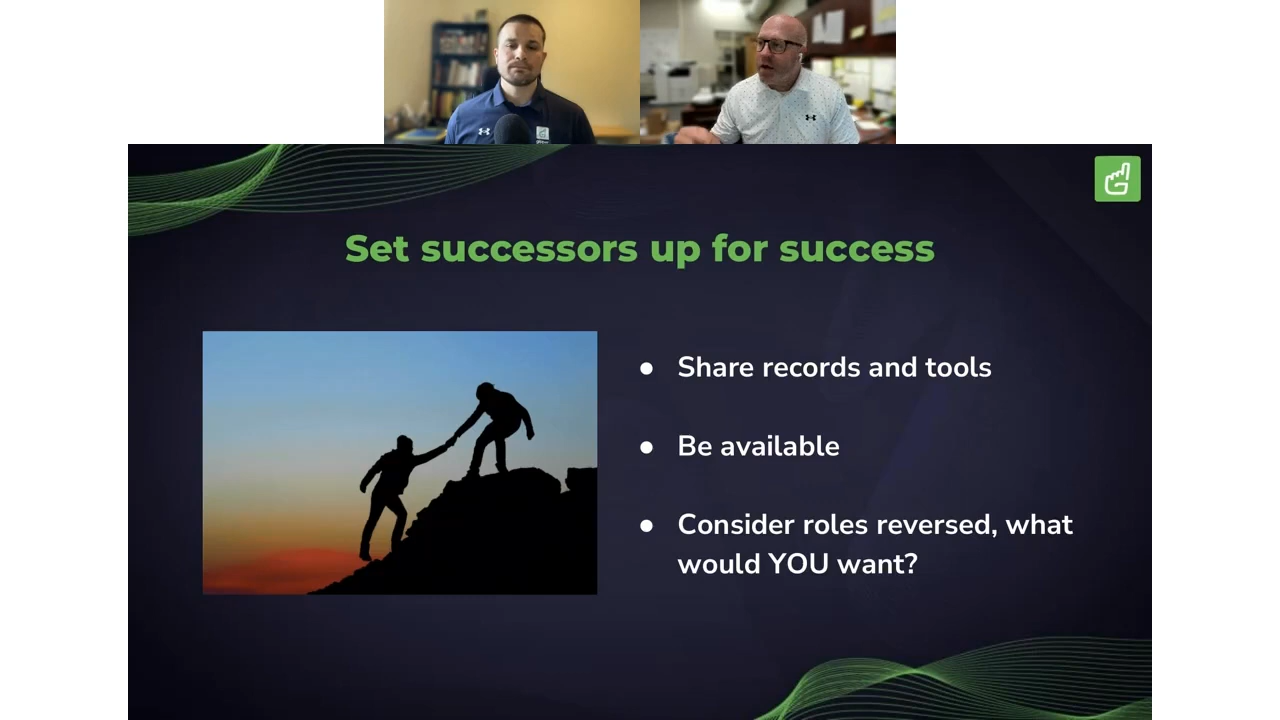 Set successors up for success
● Share records and tools
● Be available
● Consider roles reversed, what
would YOU want?